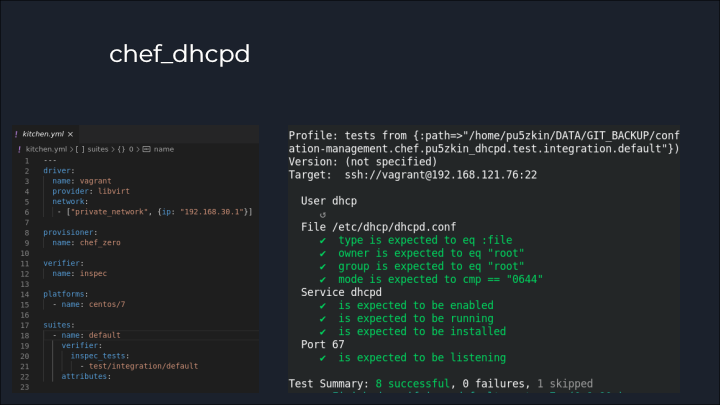 chef_dhcpd
! kitchen.yml ×
! kitchen.yml > [ ] suites > {} 0 > name
1 ---
2 driver:
3 name: vagrant
4 provider: libvirt
5 network:
6 - ["private_network", {ip: "192.168.30.1"}]
7
8 provisioner:
9 name: chef_zero
10
11 verifier:
12 name: inspec
13
14 platforms:
15 - name: centos/7
16
17 suites:
18 - name: default
19 verifier:
20 inspec_tests:
21 - test/integration/default
22 attributes:
23
Profile: tests from {:path=>"/home/pu5zkin/DATA/GIT_BACKUP/conf
ation-management.chef.pu5zkin_dhcpd.test.integration.default"})
Version: (not specified)
Target: ssh://vagrant@192.168.121.76:22
User dhcp
↺
File /etc/dhcp/dhcpd.conf
✔ type is expected to eq :file
✔ owner is expected to eq "root"
✔ group is expected to eq "root"
✔ mode is expected to cmp == "0644"
Service dhcpd
✔ is expected to be enabled
✔ is expected to be running
✔ is expected to be installed
Port 67
✔ is expected to be listening
Test Summary: 8 successful, 0 failures, 1 skipped